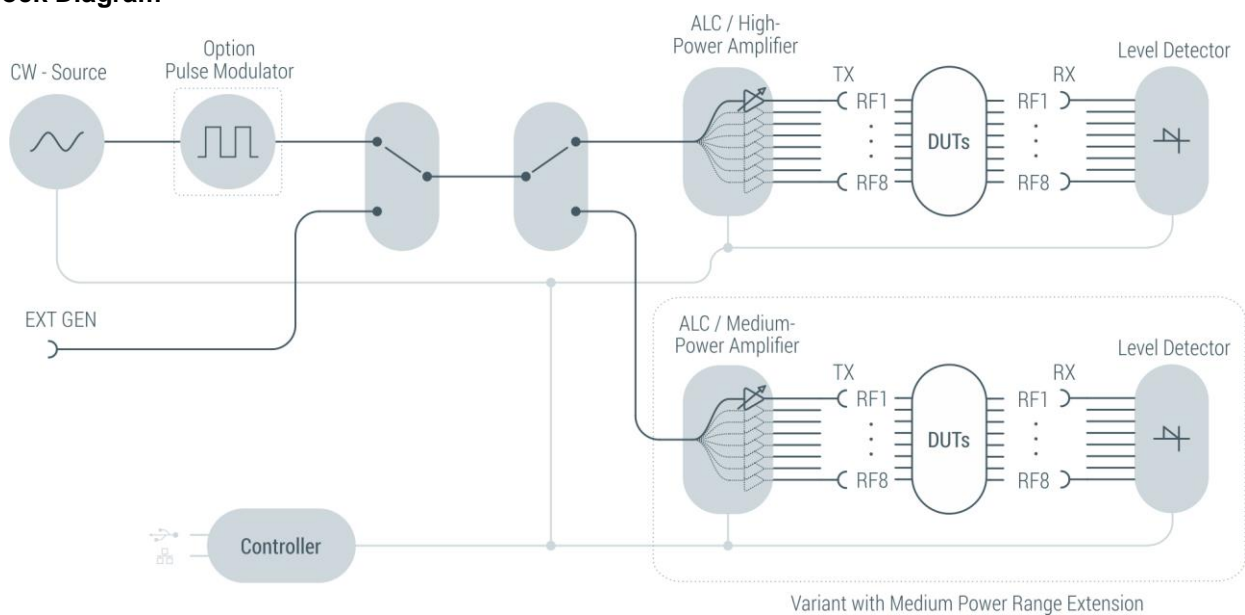 ock Diagram
CW - Source
Option
Pulse Modulator
ALC / High-
Power Amplifier
TX
RF1
RF8
DUTs
RX
RF1
RF8
Level Detector
EXT GEN
ALC / Medium-
Power Amplifier
TX
RF1
RF8
DUTs
RX
RF1
RF8
Level Detector
Controller
Variant with Medium Power Range Extension